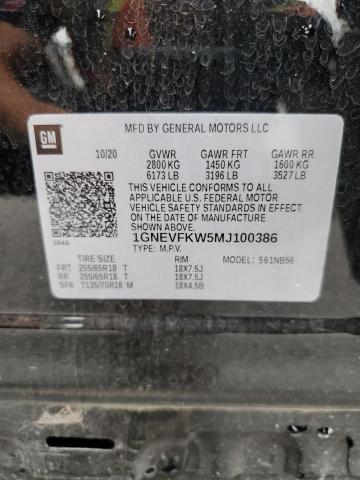 GM
MFD BY GENERAL MOTORS LLC
10/20 GVWR GAWR FRT GAWR RR
2800 KG 1450 KG 1600 KG
6173 LB 3196 LB 3527 LB
THIS VEHICLE CONFORMS TO ALL
APPLICABLE U.S. FEDERAL MOTOR
VEHICLE SAFETY AND THEFT
PREVENTION STANDARDS IN EFFECT
ON THE DATE OF MANUFACTURE
SHOWN ABOVE.
1GNEVFKW5MJ100386
TYPE: M.P.V.
TIRE SIZE RIM MODEL: 561NB56
FRT 255/65R18 T 18X7.5J
RR 255/65R18 T 18X7.5J
SPA T135/70R18 M 18X4.5B